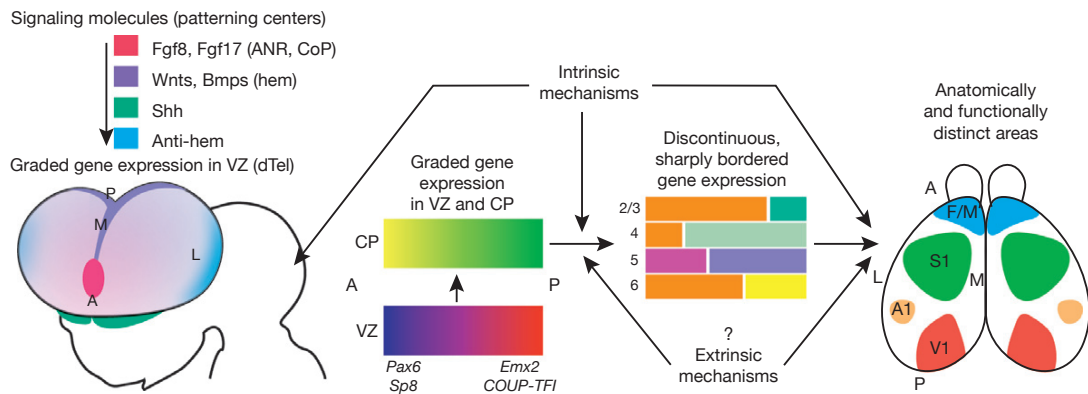 Signaling molecules (patterning centers)
Fgf8, Fgf17 (ANR, CoP)
Wnts, Bmps (hem)
Shh
Anti-hem
Graded gene expression in VZ (dTel)
P
M
L
A
Intrinsic
mechanisms
Graded gene
expression
in VZ and CP
CP
A
P
VZ
Pax6
Sp8
Emx2
COUP-TFI
Discontinuous,
sharply bordered
gene expression
2/3
4
5
6
?
Extrinsic
mechanisms
Anatomically
and functionally
distinct areas
A
F/M
S1
L
M
A1
V1
P